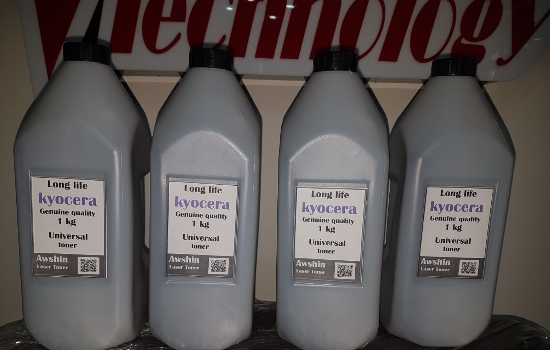 Technology
Long life
kyocera
Genuine quality
1 kg
Universal
toner
Awshin
Laser Toner
Long life
kyocera
Genuine quality
1 kg
Universal
toner
Awshin
Laser Toner
Long life
kyocera
Genuine quality
1 kg
Universal
toner
Awshin
Laser Toner
Long life
kyocera
Genuine quality
1 kg
Universal
toner
Awshin
Laser Toner